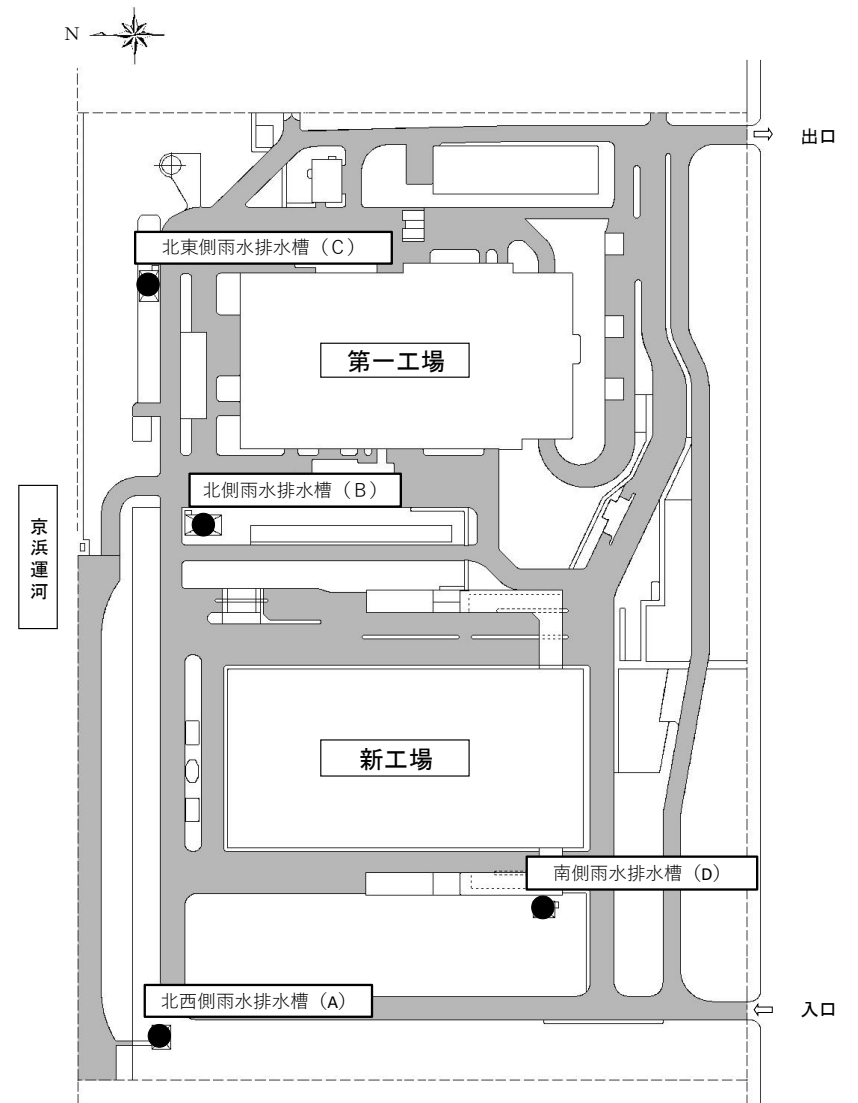 N
出口
北東側雨水排水槽（C）
第一工場
北側雨水排水槽（B）
京浜運河
新工場
南側雨水排水槽（D）
北西側雨水排水槽（A）
入口